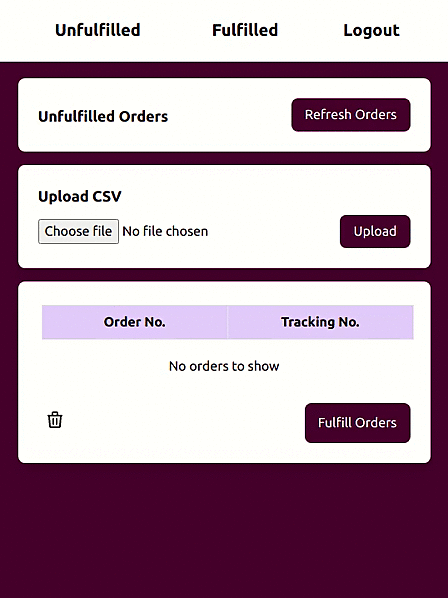 Unfulfilled Fulfilled Logout
Unfulfilled Orders Refresh Orders
Upload CSV
Choose file No file chosen Upload
Order No. Tracking No.
No orders to show
Fulfill Orders